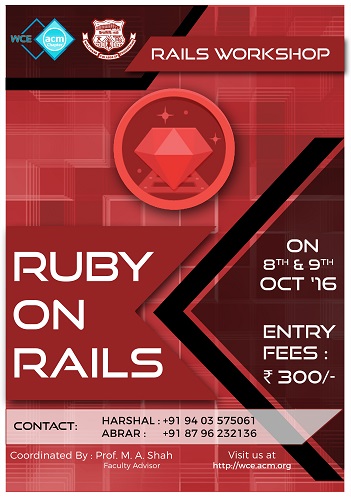 WCE
acm
Chapter
RAILS WORKSHOP
RUBY
ON
RAILS
ON
8TH & 9TH
OCT '16
ENTRY
FEES :
₹ 300/-
CONTACT:
HARSHAL : +91 94 03 575061
ABRAR : +91 87 96 232136
Coordinated By : Prof. M. A. Shah
Faculty Advisor
Visit us at
http://wce.acm.org